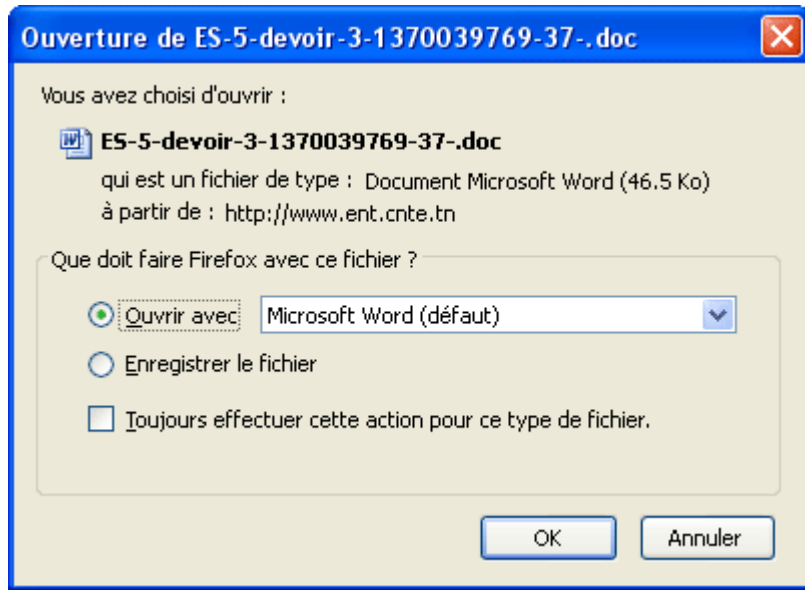 Ouverture de ES-5-devoir-3-1370039769-37-.doc
Vous avez choisi d'ouvrir :
ES-5-devoir-3-1370039769-37-.doc
qui est un fichier de type : Document Microsoft Word (46.5 Ko)
à partir de : http://www.ent.cnte.tn
Que doit faire Firefox avec ce fichier ?
Ouvrir avec Microsoft Word (défaut)
Enregistrer le fichier
Toujours effectuer cette action pour ce type de fichier.
OK Annuler